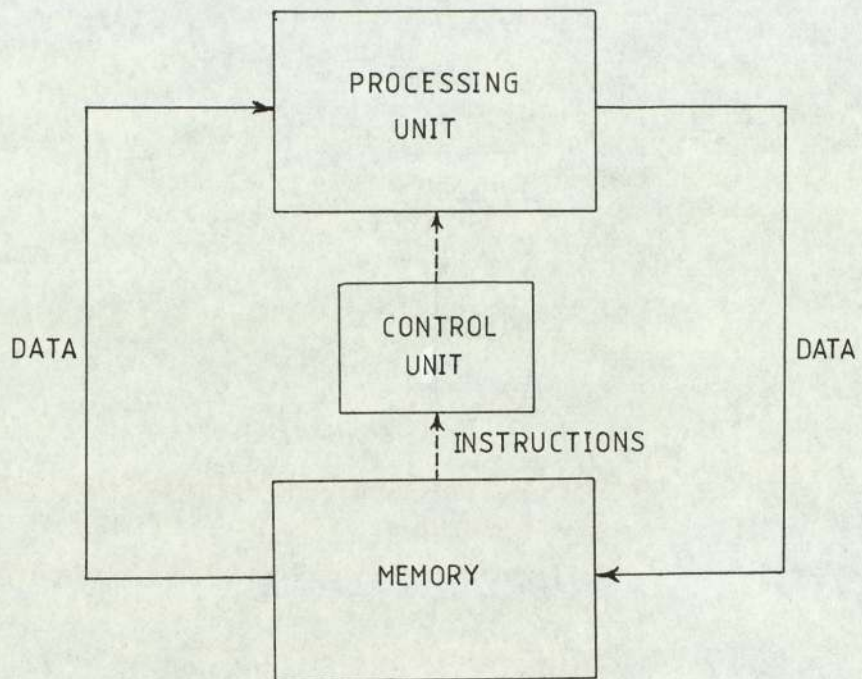 PROCESSING
UNIT
CONTROL
UNIT
DATA
DATA
INSTRUCTIONS
MEMORY